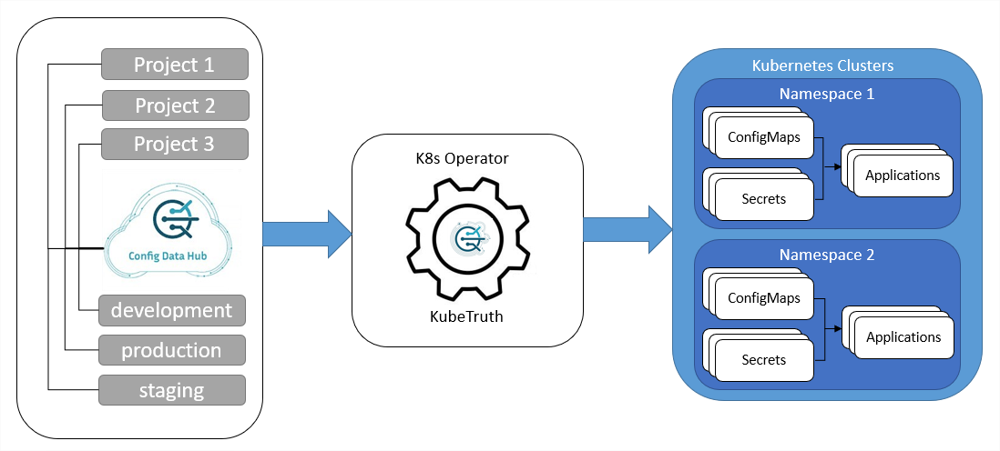 Project 1
Project 2
Project 3
Config Data Hub
development
production
staging
K8s Operator
KubeTruth
Kubernetes Clusters
Namespace 1
ConfigMaps
Secrets
Applications
Namespace 2
ConfigMaps
Secrets
Applications